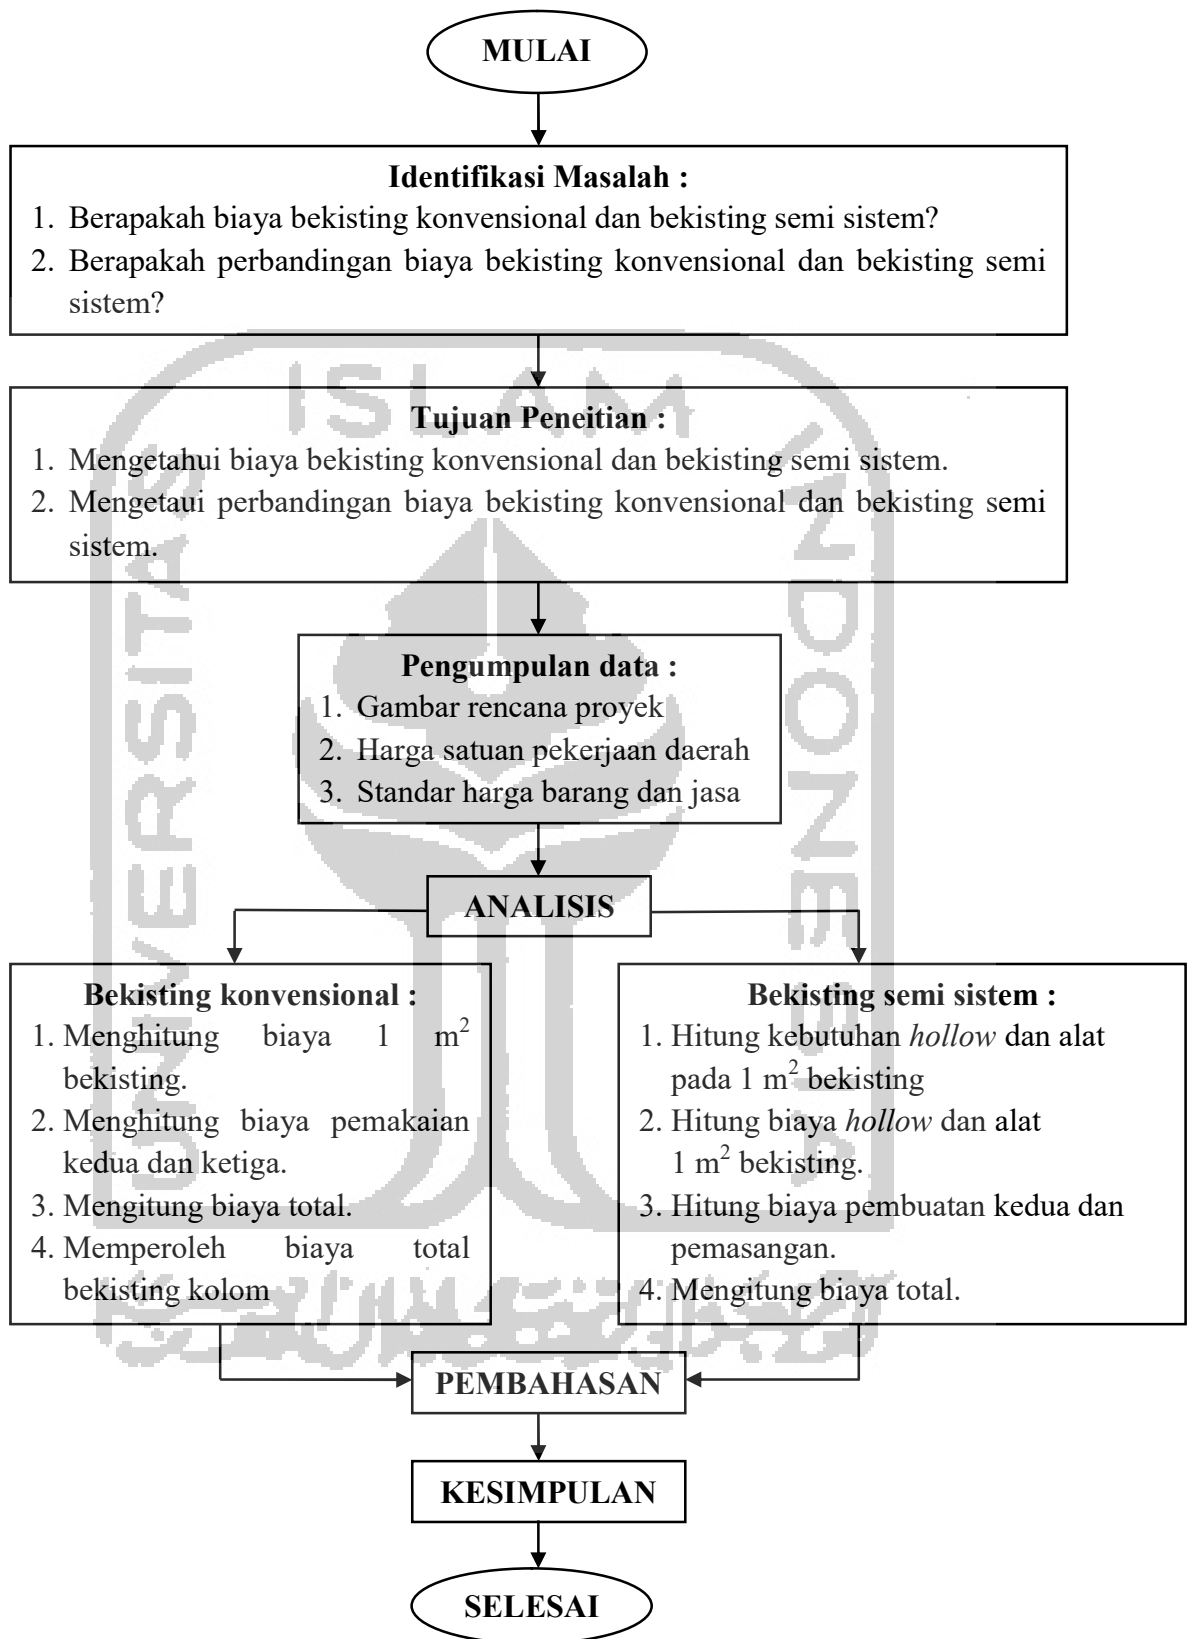 MULAI
Identifikasi Masalah :
1. Berapakah biaya bekisting konvensional dan bekisting semi sistem?
2. Berapakah perbandingan biaya bekisting konvensional dan bekisting semi
sistem?
Tujuan Peneitian :
1. Mengetahui biaya bekisting konvensional dan bekisting semi sistem.
2. Mengetaui perbandingan biaya bekisting konvensional dan bekisting semi
sistem.
Pengumpulan data :
1. Gambar rencana proyek
2. Harga satuan pekerjaan daerah
3. Standar harga barang dan jasa
ANALISIS
Bekisting konvensional :
1. Menghitung biaya 1 m²
bekisting.
2. Menghitung biaya pemakaian
kedua dan ketiga.
3. Mengitung biaya total.
4. Memperoleh biaya total
bekisting kolom
Bekisting semi sistem :
1. Hitung kebutuhan hollow dan alat
pada 1 m² bekisting
2. Hitung biaya hollow dan alat
1 m² bekisting.
3. Hitung biaya pembuatan kedua dan
pemasangan.
4. Mengitung biaya total.
PEMBAHASAN
KESIMPULAN
SELESAI
UNIVERSITAS
ISLAM
INDONESIA